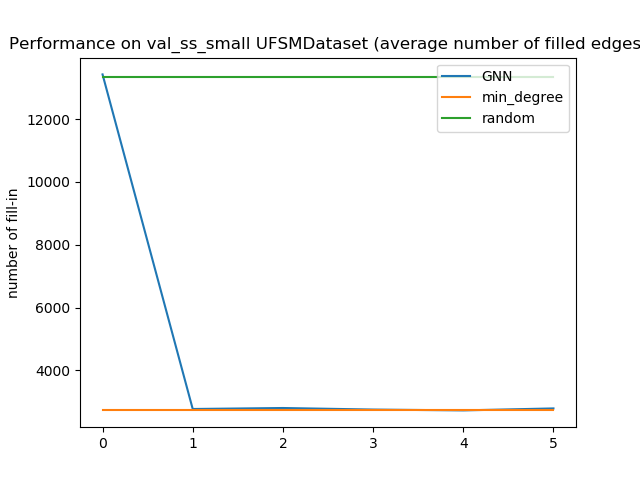 Performance on val_ss_small UFSMDataset (average number of filled edges
GNN
min_degree
random
number of fill-in
12000
10000
8000
6000
4000
0 1 2 3 4 5